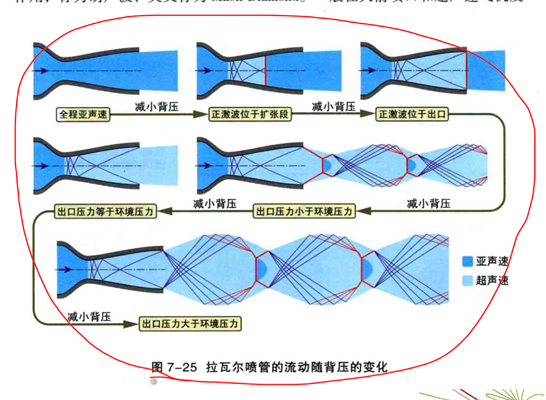 减小背压
减小背压
全程亚声速
正激波位于扩张段
正激波位于出口
减小背压
减小背压
出口压力等于环境压力
出口压力小于环境压力
亚声速
超声速
减小背压
出口压力大于环境压力
图 7-25 拉瓦尔喷管的流动随背压的变化